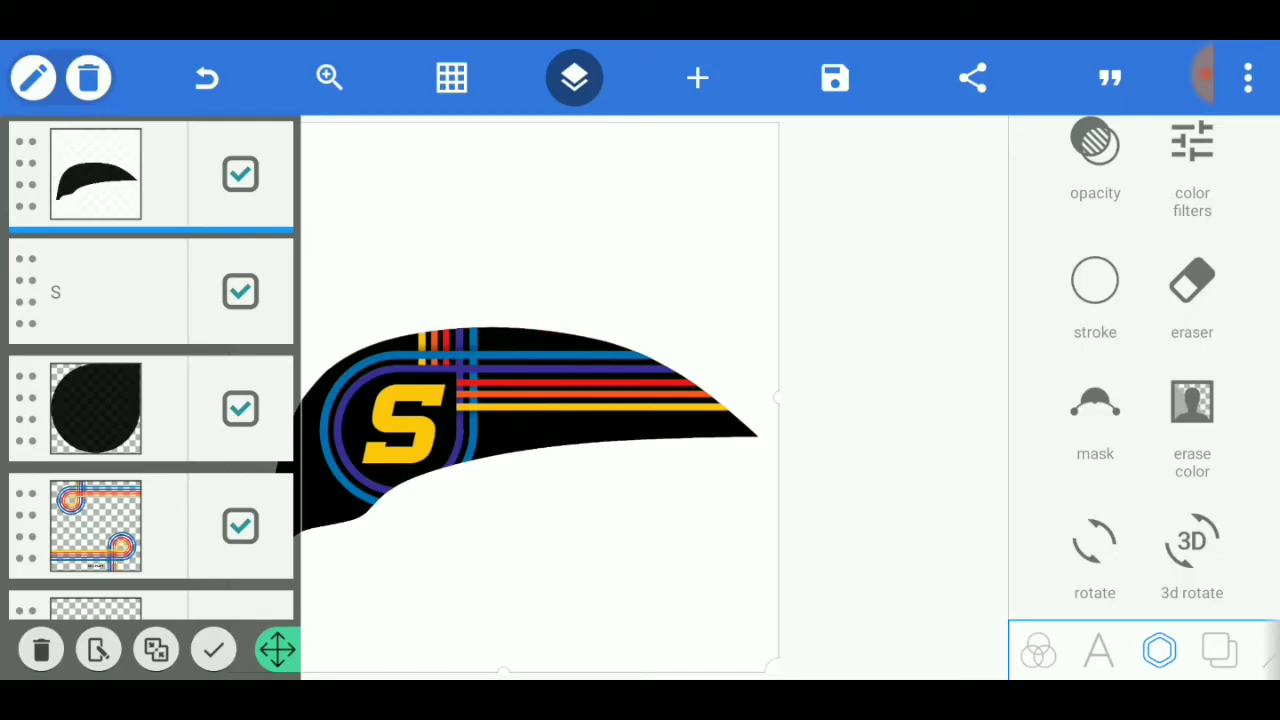 opacity
color
filters
S
stroke
eraser
S
mask
erase
color
3D
rotate
3d rotate
A